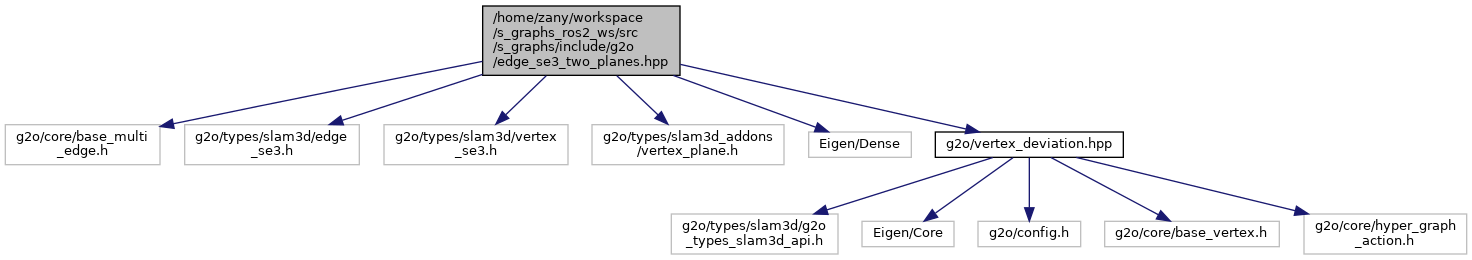 /home/zany/workspace
/s_graphs_ros2_ws/src
/s_graphs/include/g2o
/edge_se3_two_planes.hpp
g2o/core/base_multi
_edge.h
g2o/types/slam3d/edge
_se3.h
g2o/types/slam3d/vertex
_se3.h
g2o/types/slam3d_addons
/vertex_plane.h
Eigen/Dense
g2o/vertex_deviation.hpp
g2o/types/slam3d/g2o
_types_slam3d_api.h
Eigen/Core
g2o/config.h
g2o/core/base_vertex.h
g2o/core/hyper_graph
_action.h